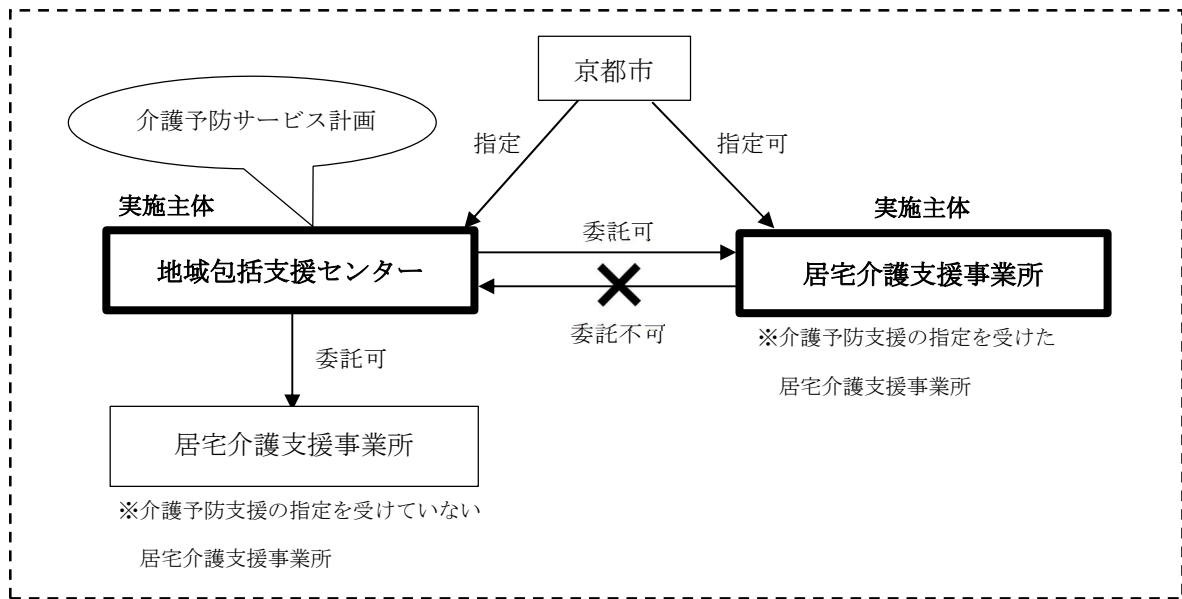 京都市
介護予防サービス計画
指定
指定可
実施主体
実施主体
地域包括支援センター
委託可
居宅介護支援事業所
委託不可
※介護予防支援の指定を受けた
居宅介護支援事業所
委託可
居宅介護支援事業所
※介護予防支援の指定を受けていない
居宅介護支援事業所